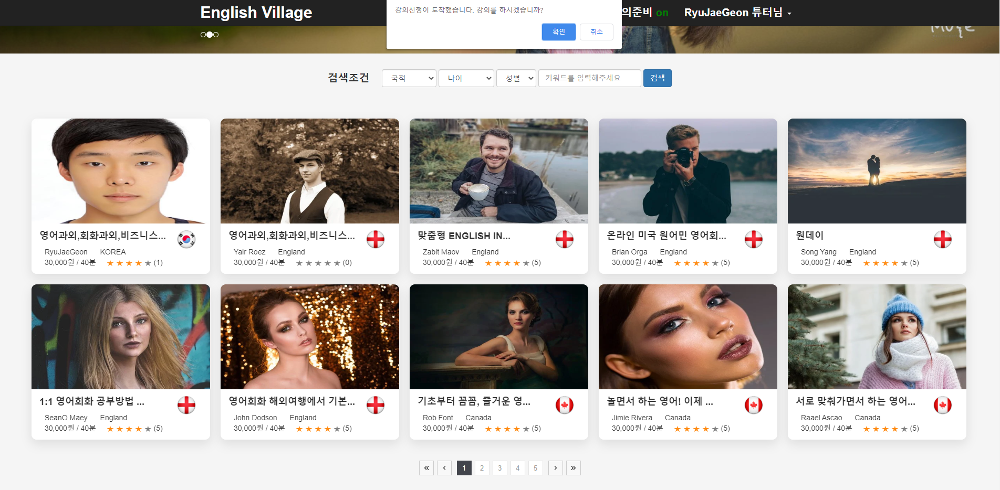 English Village
강의신청이 도착했습니다. 강의를 하시겠습니까?
확인 취소
의준비 on
RyujaeGeon 튜터님
검색조건 국적 나이 성별 키워드를 입력해주세요 검색
영어과외,회화과외,비즈니스...
RyuJaeGeon KOREA
30,000원 / 40분 ★ ★ ★ ★ ★ (1)
영어과외,회화과외,비즈니스...
Yair Roez England
30,000원 / 40분 ★ ★ ★ ★ ★ (0)
맞춤형 ENGLISH IN...
Zabit Maov England
30,000원 / 40분 ★ ★ ★ ★ ★ (5)
온라인 미국 원어민 영어회...
Brian Orga England
30,000원 / 40분 ★ ★ ★ ★ ★ (5)
원데이
Song Yang England
30,000원 / 40분 ★ ★ ★ ★ ★ (5)
1:1 영어회화 공부방법 ...
SeanO Maey England
30,000원 / 40분 ★ ★ ★ ★ ★ (5)
영어회화 해외여행에서 기본...
John Dodson England
30,000원 / 40분 ★ ★ ★ ★ ★ (5)
기초부터 꼼꼼, 즐거운 영...
Rob Font Canada
30,000원 / 40분 ★ ★ ★ ★ ★ (5)
놀면서 하는 영어! 이제 ...
Jimie Rivera Canada
30,000원 / 40분 ★ ★ ★ ★ ★ (5)
서로 맞춰가면서 하는 영어...
Raael Ascao Canada
30,000원 / 40분 ★ ★ ★ ★ ★ (5)
« ‹ 1 2 3 4 5 › »